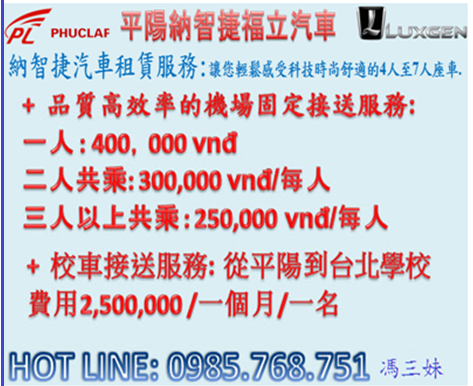 PL PHUCLAF 平陽納智捷福立汽車 L LUXGEN
納智捷汽車租賃服務:讓您輕鬆感受科技時尚舒適的4人至7人座車.
+ 品質高效率的機場固定接送服務:
一人: 400, 000 vnđ
二人共乘: 300,000 vnđ/每人
三人以上共乘: 250,000 vnđ/每人
+ 校車接送服務: 從平陽到台北學校
費用2,500,000 /一個月/一名
HOT LINE: 0985.768.751 馮三妹